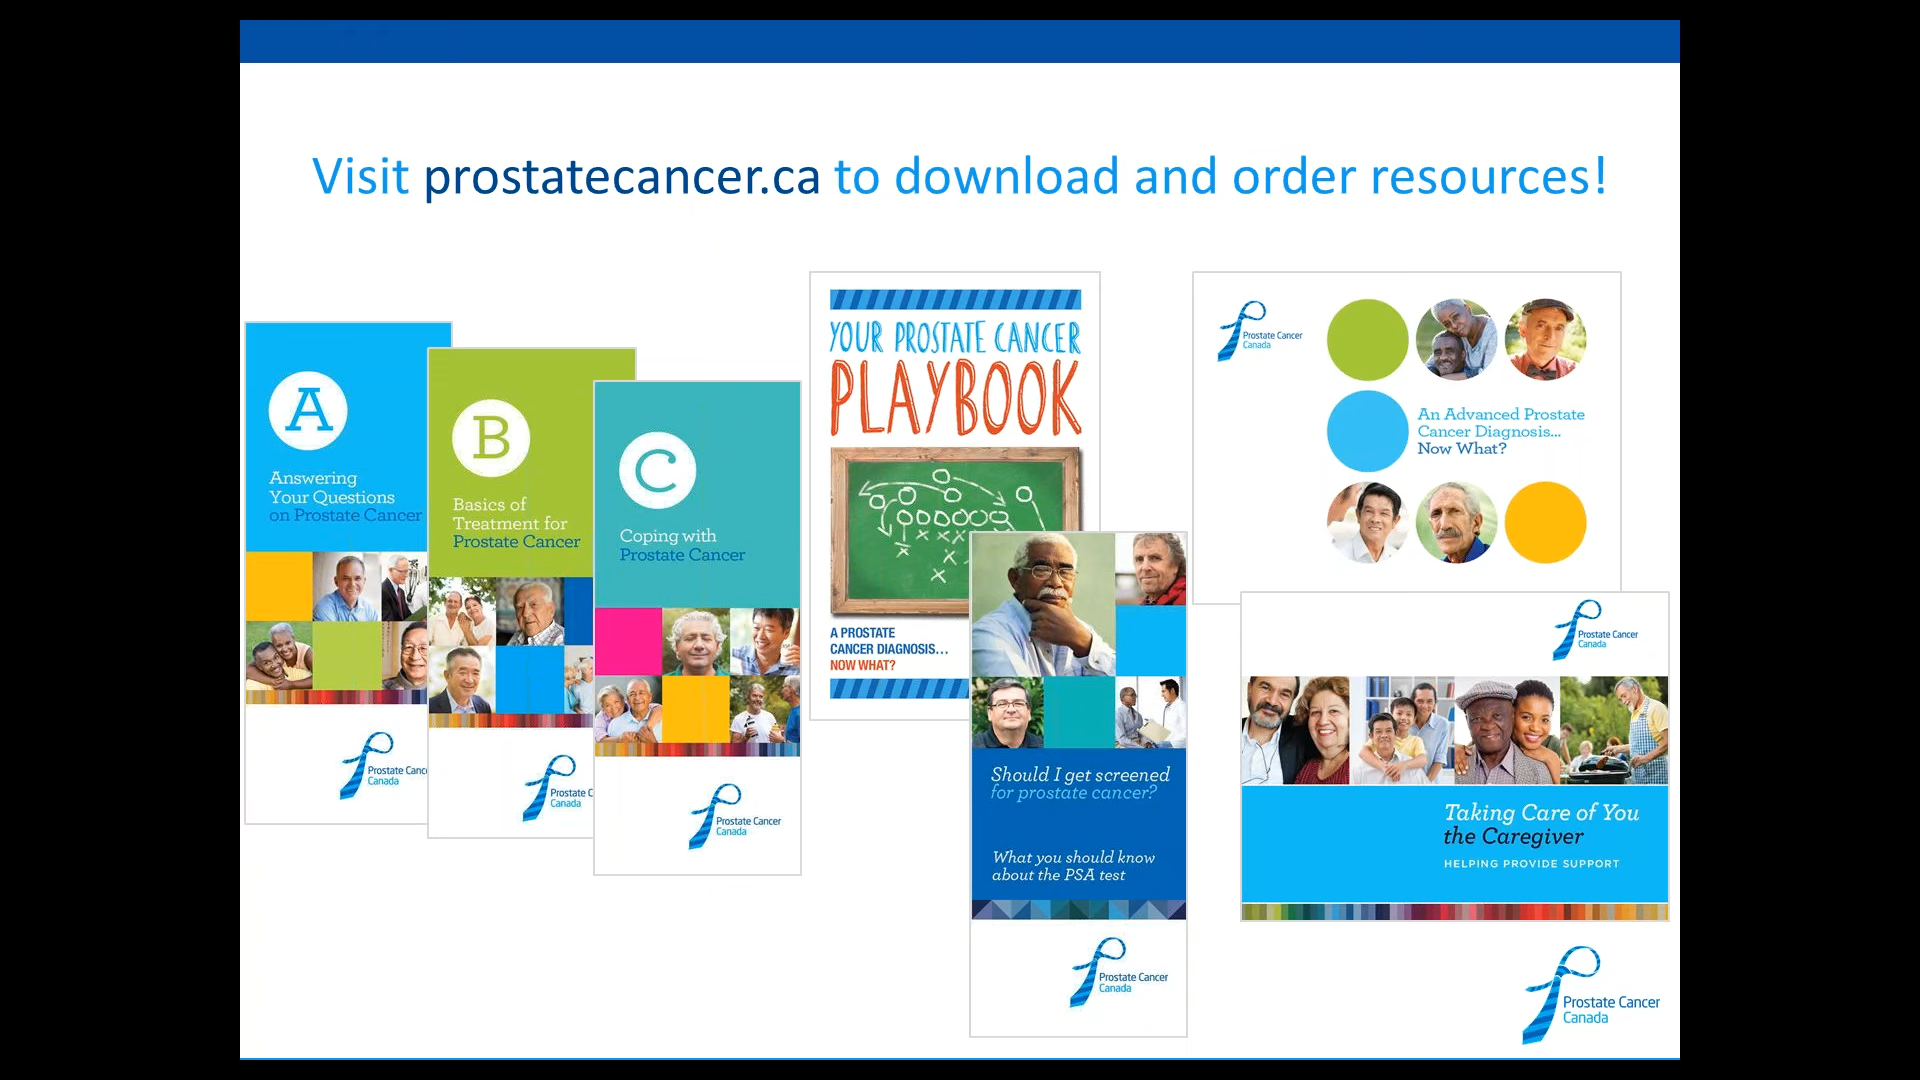 Visit prostatecancer.ca to download and order resources!
A
Answering
Your Questions
on Prostate Cancer
Prostate Canc
Canada
B
Basics of
Treatment for
Prostate Cancer
Prostate C
Canada
C
Coping with
Prostate Cancer
Prostate Cancer
Canada
YOUR PROSTATE CANCER
PLAYBOOK
A PROSTATE
CANCER DIAGNOSIS...
NOW WHAT?
Should I get screened
for prostate cancer?
What you should know
about the PSA test
Prostate Cancer
Canada
Prostate Cancer
Canada
An Advanced Prostate
Cancer Diagnosis...
Now What?
Prostate Cancer
Canada
Taking Care of You
the Caregiver
HELPING PROVIDE SUPPORT
Prostate Cancer
Canada